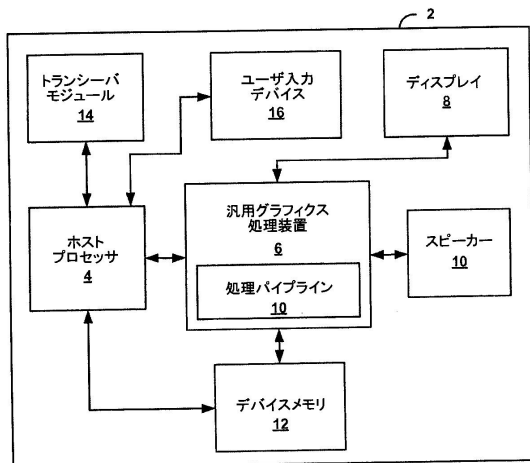 2
トランシーバ
モジュール
14
ユーザ入力
デバイス
16
ディスプレイ
8
ホスト
プロセッサ
4
汎用グラフィクス
処理装置
6
処理パイプライン
10
スピーカー
10
デバイスメモリ
12